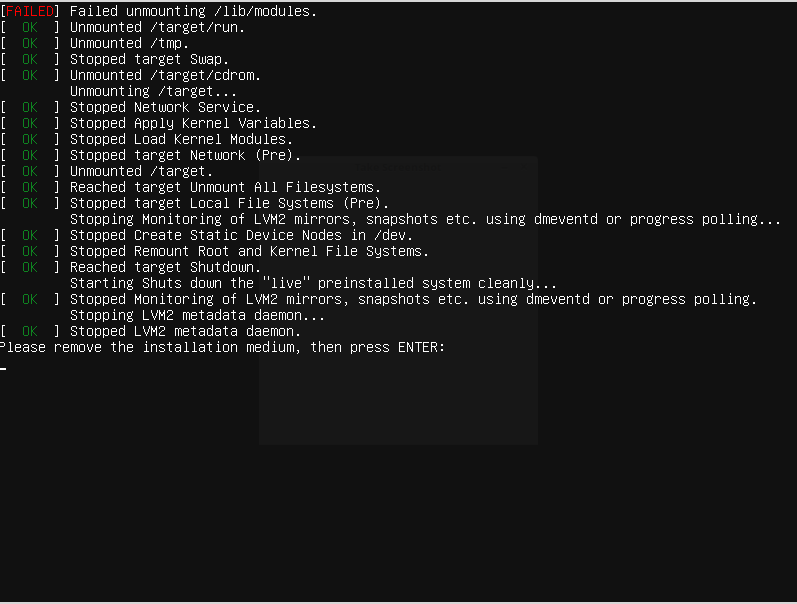 [FAILED] Failed unmounting /lib/modules.
[  OK  ] Unmounted /target/run.
[  OK  ] Unmounted /tmp.
[  OK  ] Stopped target Swap.
[  OK  ] Unmounted /target/cdrom.
         Unmounting /target...
[  OK  ] Stopped Network Service.
[  OK  ] Stopped Apply Kernel Variables.
[  OK  ] Stopped Load Kernel Modules.
[  OK  ] Stopped target Network (Pre).
[  OK  ] Unmounted /target.
[  OK  ] Reached target Unmount All Filesystems.
[  OK  ] Stopped target Local File Systems (Pre).
         Stopping Monitoring of LVM2 mirrors, snapshots etc. using dmeventd or progress polling...
[  OK  ] Stopped Create Static Device Nodes in /dev.
[  OK  ] Stopped Remount Root and Kernel File Systems.
[  OK  ] Reached target Shutdown.
         Starting Shuts down the "live" preinstalled system cleanly...
[  OK  ] Stopped Monitoring of LVM2 mirrors, snapshots etc. using dmeventd or progress polling.
         Stopping LVM2 metadata daemon...
[  OK  ] Stopped LVM2 metadata daemon.
Please remove the installation medium, then press ENTER: